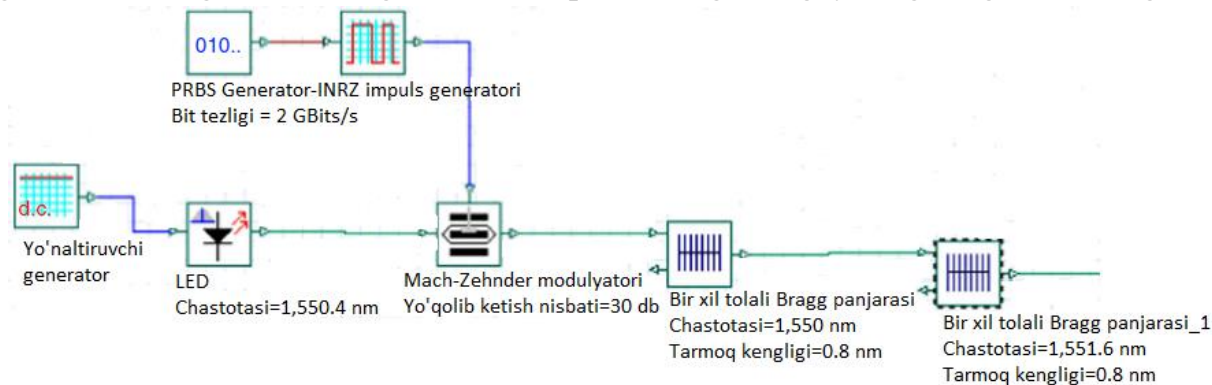 010..
PRBS Generator-INRZ impuls generatori
Bit tezligi = 2 GBits/s
d.c.
Yo'naltiruvchi
generator
LED
Chastotasi=1,550.4 nm
Mach-Zehnder modulyatori
Yo'qolib ketish nisbati=30 db
Bir xil tolali Bragg panjarasi
Chastotasi=1,550 nm
Tarmoq kengligi=0.8 nm
Bir xil tolali Bragg panjarasi_1
Chastotasi=1,551.6 nm
Tarmoq kengligi=0.8 nm